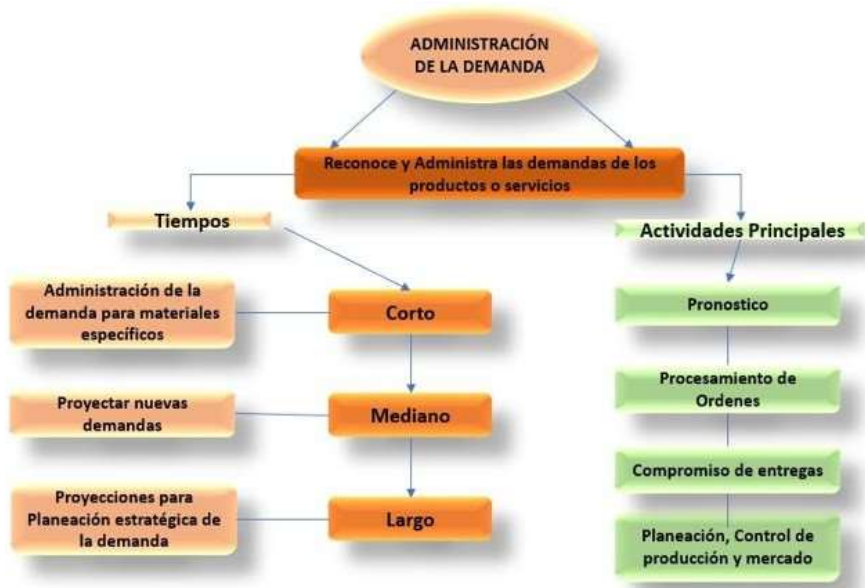 ADMINISTRACIÓN
DE LA DEMANDA
Reconoce y Administra las demandas de los
productos o servicios
Tiempos
Actividades Principales
Administración de la
demanda para materiales
específicos
Corto
Pronostico
Proyectar nuevas
demandas
Mediano
Procesamiento de
Ordenes
Compromiso de entregas
Proyecciones para
Planeación estratégica de
la demanda
Largo
Planeación, Control de
producción y mercado